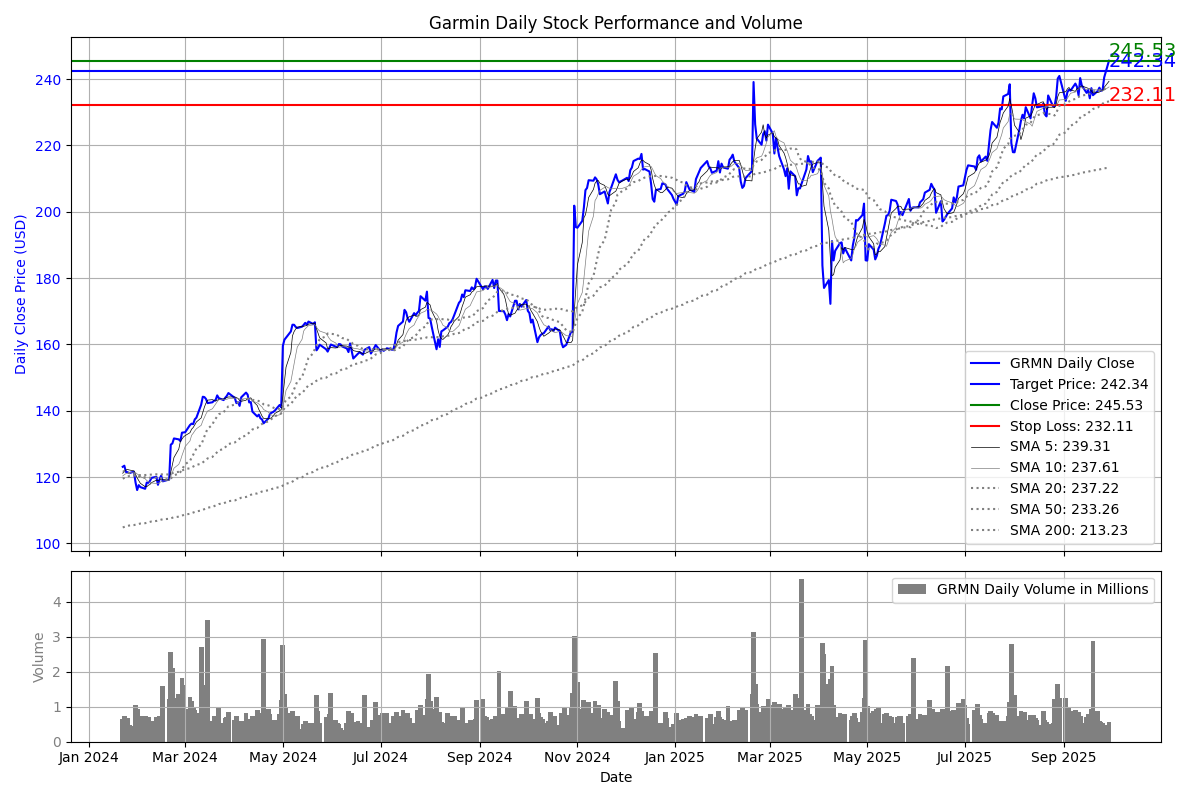 Garmin Daily Stock Performance and Volume
245.53
242.34
232.11
Daily Close Price (USD)
240
220
200
180
160
140
120
100
GRMN Daily Close
Target Price: 242.34
Close Price: 245.53
Stop Loss: 232.11
SMA 5: 239.31
SMA 10: 237.61
SMA 20: 237.22
SMA 50: 233.26
SMA 200: 213.23
GRMN Daily Volume in Millions
Volume
4
3
2
1
0
Jan 2024 Mar 2024 May 2024 Jul 2024 Sep 2024 Nov 2024 Jan 2025 Mar 2025 May 2025 Jul 2025 Sep 2025
Date